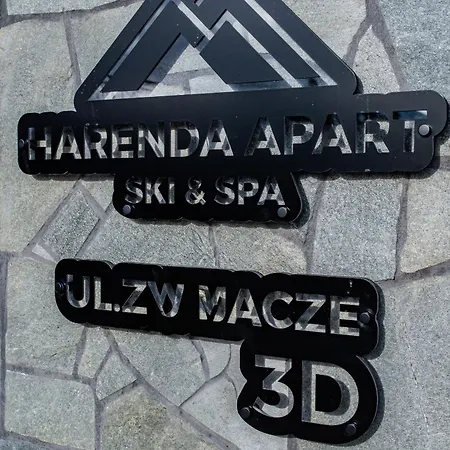 HARENDA APART
SKI & SPA
UL.ZW MACZE
3D